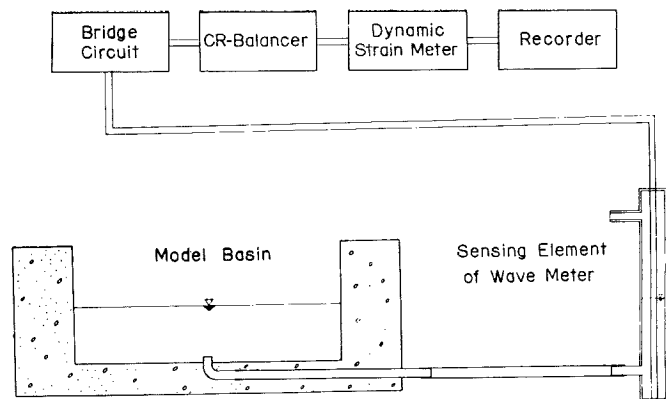 Bridge
Circuit
CR-Balancer
Dynamic
Strain Meter
Recorder
Model Basin
Sensing Element
of Wave Meter